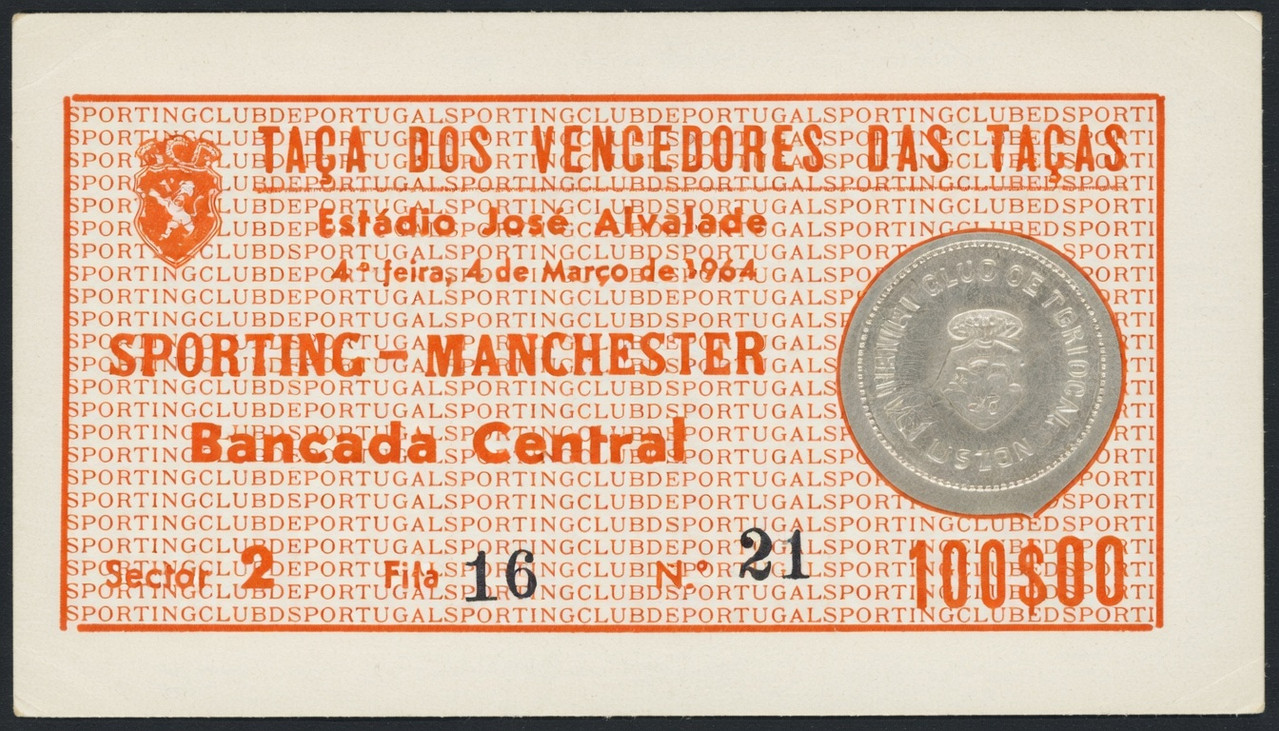 TAÇA DOS VENCEDORES DAS TAÇAS
Estádio José Alvalade
4.ª feira, 4 de Março de 1964
SPORTING – MANCHESTER
Bancada Central
Sector 2 Fila 16 N.º 21 100$00